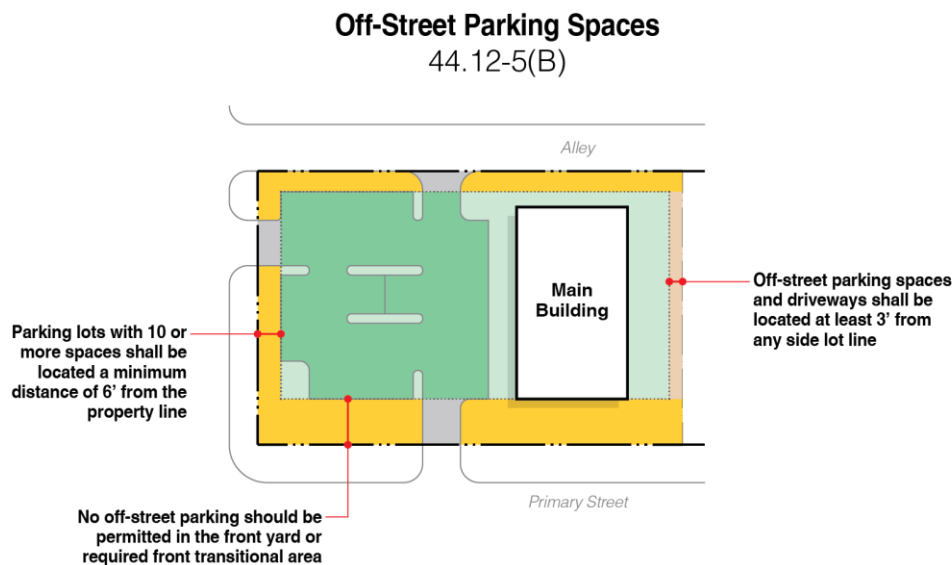 Off-Street Parking Spaces
44.12-5(B)
Alley
Main
Building
Off-street parking spaces
and driveways shall be
located at least 3’ from
any side lot line
Parking lots with 10 or
more spaces shall be
located a minimum
distance of 6’ from the
property line
Primary Street
No off-street parking should be
permitted in the front yard or
required front transitional area